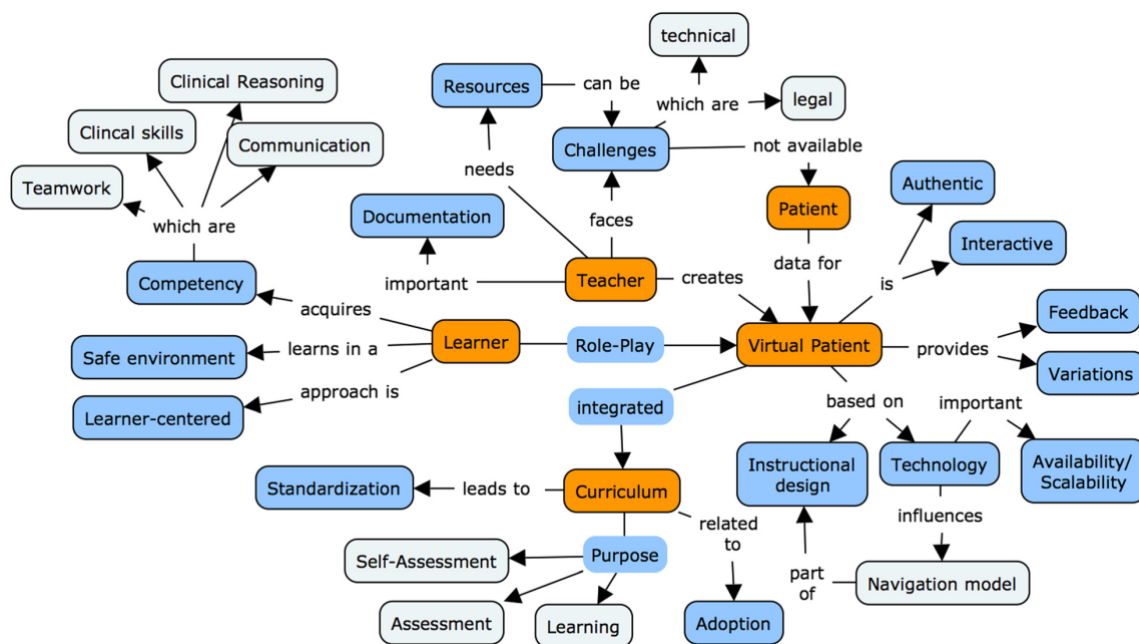 technical
Clinical Reasoning
Resources
can be
which are
legal
Clincal skills
Communication
Challenges
not available
Teamwork
needs
Authentic
which are
Documentation
faces
Patient
Interactive
Competency
important
Teacher
creates
data for
is
acquires
Feedback
Safe environment
learns in a
Learner
Role-Play
Virtual Patient
provides
approach is
Variations
Learner-centered
integrated
based on
important
Instructional
design
Technology
Availability/
Scalability
Standardization
leads to
Curriculum
related
to
influences
Self-Assessment
Purpose
part
of
Navigation model
Assessment
Learning
Adoption